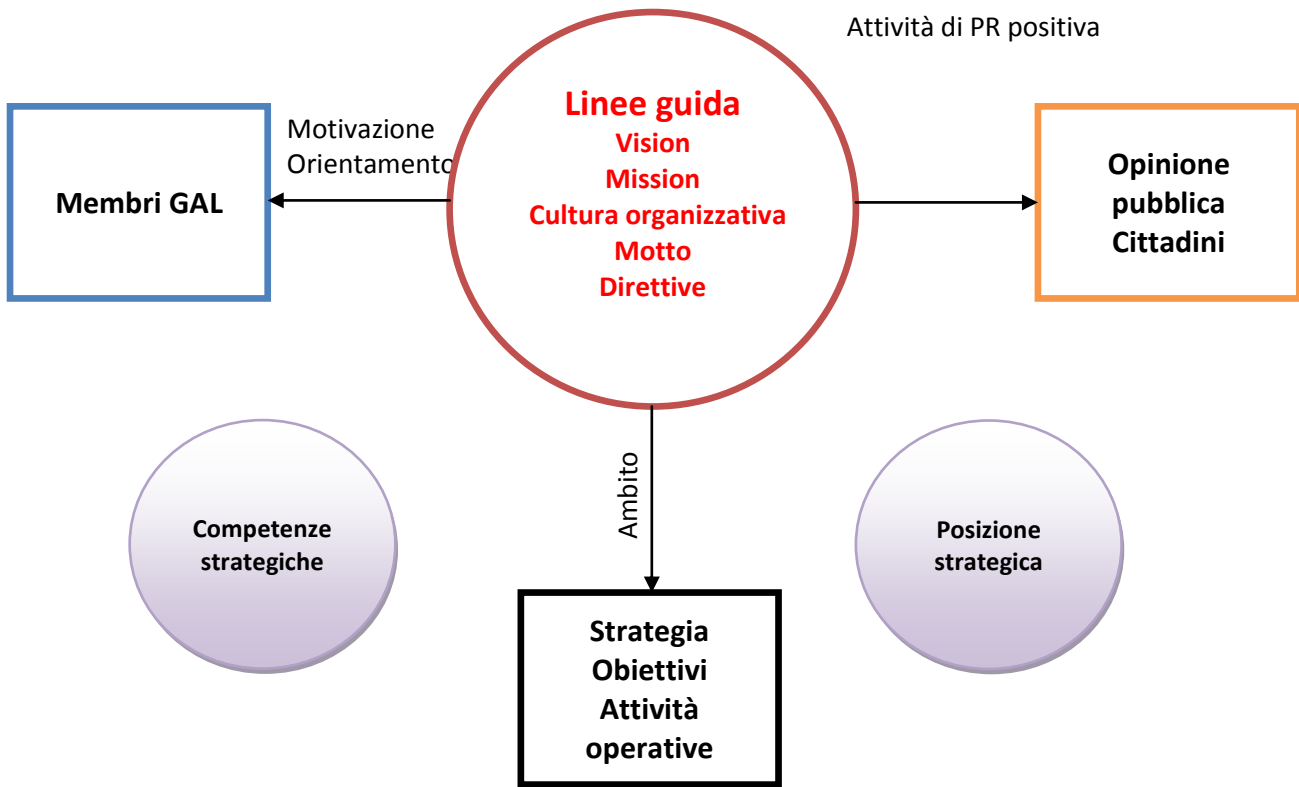 Attività di PR positiva
Linee guida
Vision
Mission
Cultura organizzativa
Motto
Direttive
Motivazione
Orientamento
Membri GAL
Opinione
pubblica
Cittadini
Ambito
Competenze
strategiche
Posizione
strategica
Strategia
Obiettivi
Attività
operative